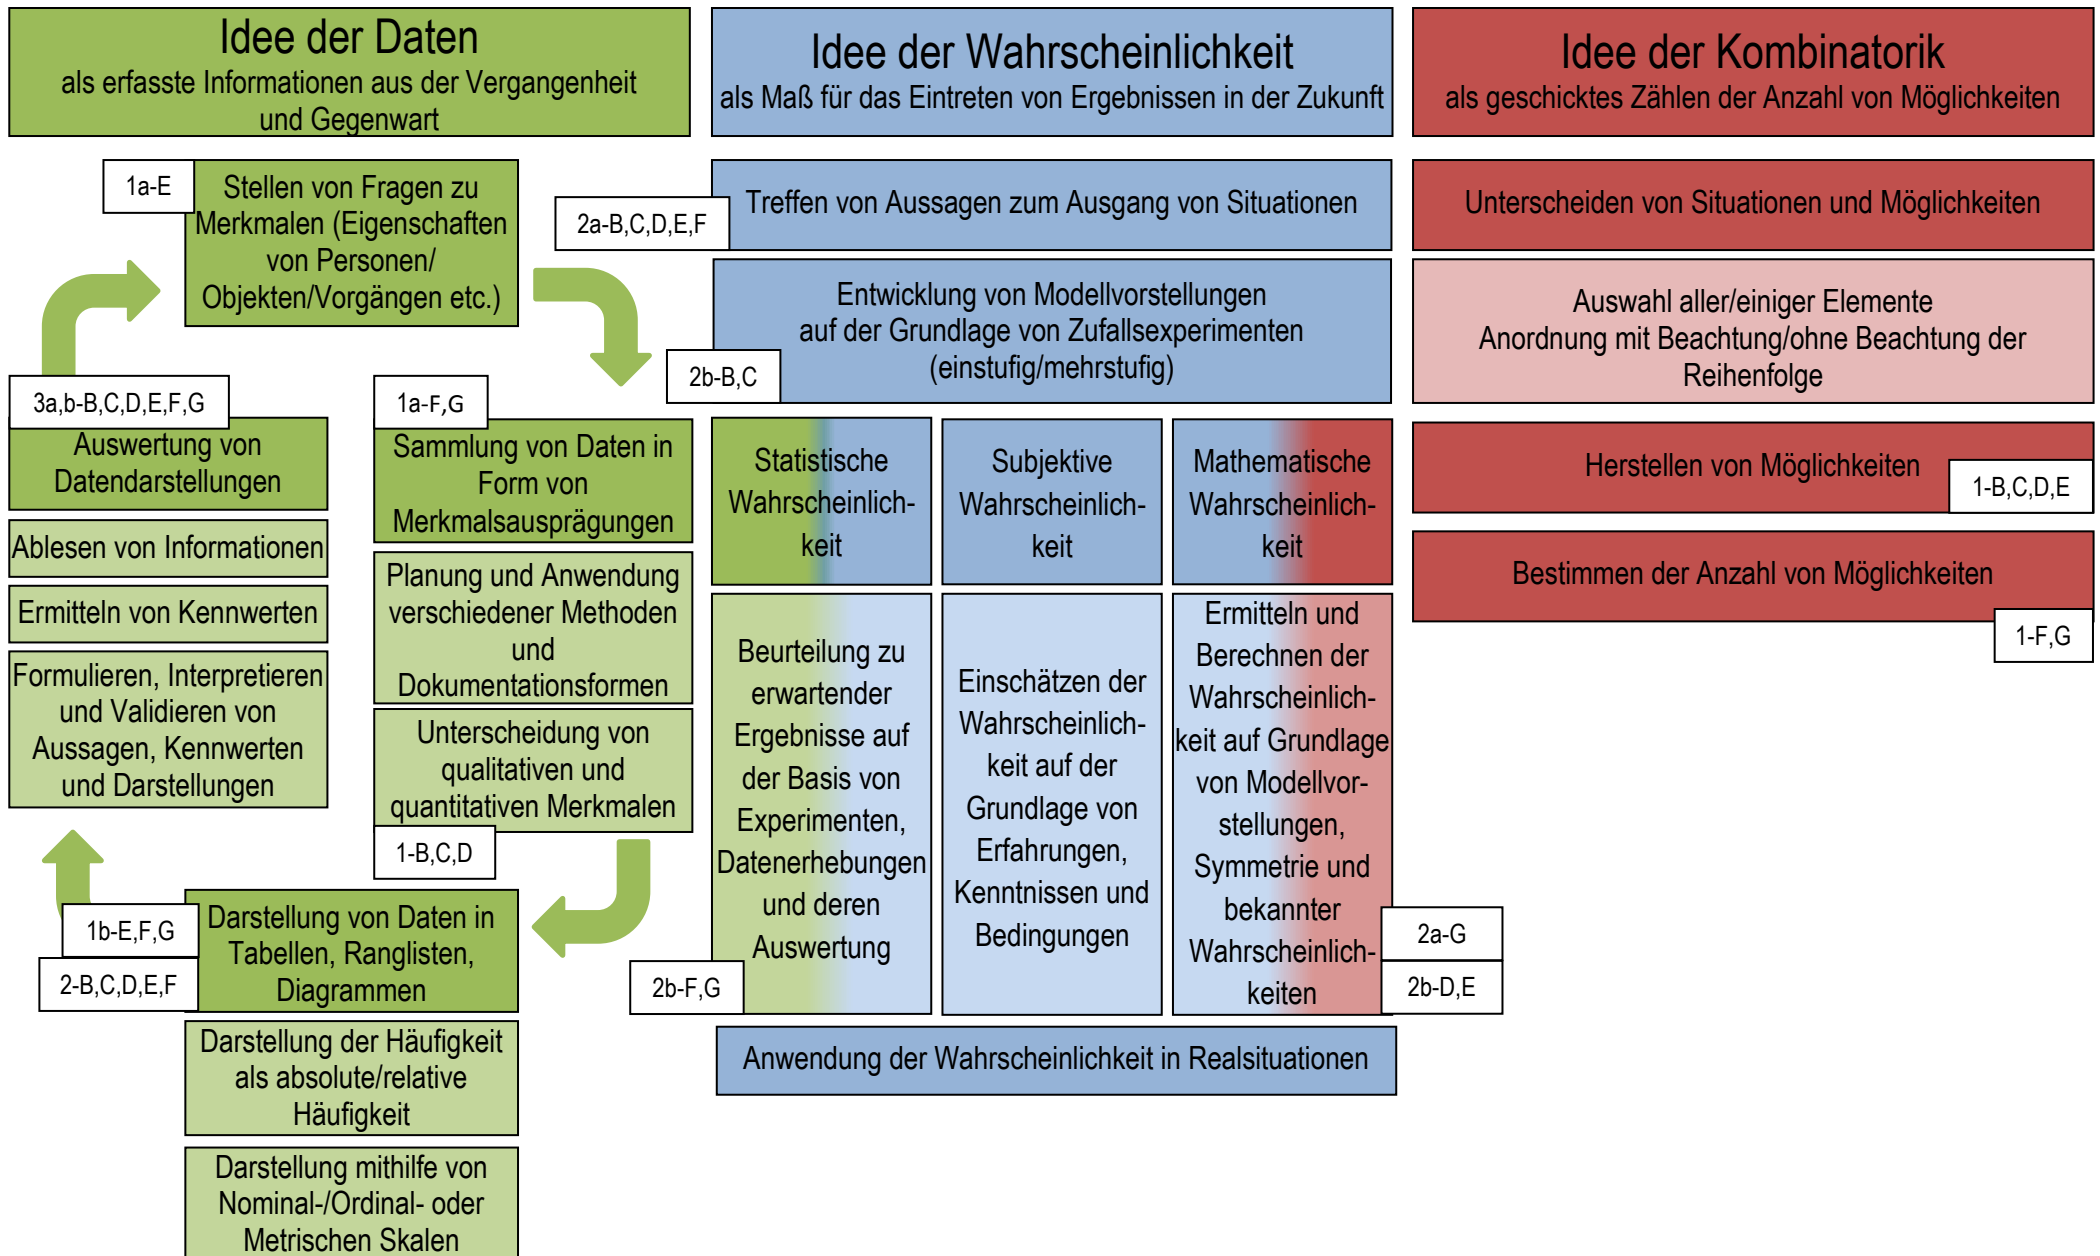 Idee der Daten
als erfasste Informationen aus der Vergangenheit
und Gegenwart
1a-E
Stellen von Fragen zu
Merkmalen (Eigenschaften
von Personen/
Objekten/Vorgängen etc.)
3a,b-B,C,D,E,F,G
Auswertung von
Datendarstellungen
Ablesen von Informationen
Ermitteln von Kennwerten
Formulieren, Interpretieren
und Validieren von
Aussagen, Kennwerten
und Darstellungen
1a-F,G
Sammlung von Daten in
Form von
Merkmalsausprägungen
Planung und Anwendung
verschiedener Methoden
und
Dokumentationsformen
Unterscheidung von
qualitativen und
quantitativen Merkmalen
1-B,C,D
1b-E,F,G
2-B,C,D,E,F
Darstellung von Daten in
Tabellen, Ranglisten,
Diagrammen
Darstellung der Häufigkeit
als absolute/relative
Häufigkeit
Darstellung mithilfe von
Nominal-/Ordinal- oder
Metrischen Skalen
Idee der Wahrscheinlichkeit
als Maß für das Eintreten von Ergebnissen in der Zukunft
Treffen von Aussagen zum Ausgang von Situationen
2a-B,C,D,E,F
Entwicklung von Modellvorstellungen
auf der Grundlage von Zufallsexperimenten
(einstufig/mehrstufig)
2b-B,C
Statistische
Wahrscheinlich-
keit
Beurteilung zu
erwartender
Ergebnisse auf
der Basis von
Experimenten,
Datenerhebungen
und deren
Auswertung
2b-F,G
Subjektive
Wahrscheinlich-
keit
Einschätzen der
Wahrscheinlich-
keit auf der
Grundlage von
Erfahrungen,
Kenntnissen und
Bedingungen
Mathematische
Wahrscheinlich-
keit
Ermitteln und
Berechnen der
Wahrscheinlich-
keit auf Grundlage
von Modellvor-
stellungen,
Symmetrie und
bekannter
Wahrscheinlich-
keiten
2a-G
2b-D,E
Anwendung der Wahrscheinlichkeit in Realsituationen
Idee der Kombinatorik
als geschicktes Zählen der Anzahl von Möglichkeiten
Unterscheiden von Situationen und Möglichkeiten
Auswahl aller/einiger Elemente
Anordnung mit Beachtung/ohne Beachtung der
Reihenfolge
Herstellen von Möglichkeiten
1-B,C,D,E
Bestimmen der Anzahl von Möglichkeiten
1-F,G